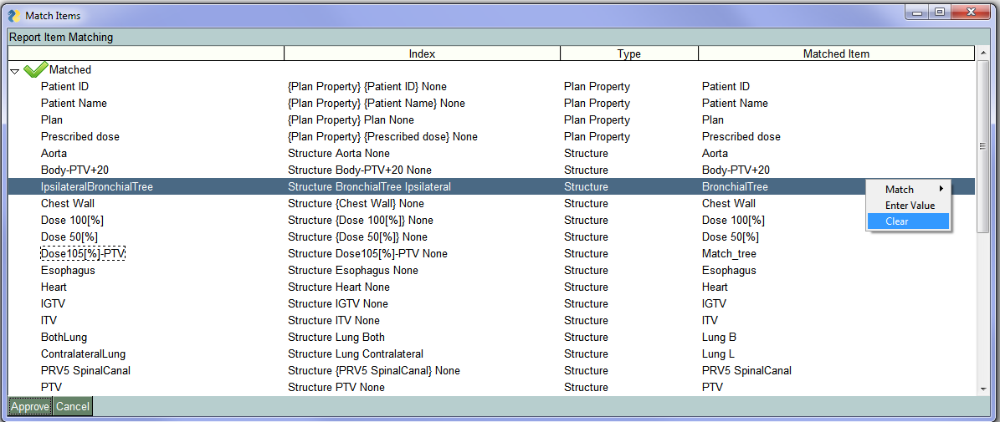 Match Items
Report Item Matching
Index Type Matched Item
Matched
Patient ID {Plan Property} {Patient ID} None Plan Property Patient ID
Patient Name {Plan Property} {Patient Name} None Plan Property Patient Name
Plan {Plan Property} Plan None Plan Property Plan
Prescribed dose {Plan Property} {Prescribed dose} None Plan Property Prescribed dose
Aorta Structure Aorta None Structure Aorta
Body-PTV+20 Structure Body-PTV+20 None Structure Body-PTV+20
IpsilateralBronchialTree Structure BronchialTree Ipsilateral Structure BronchialTree
Match
Chest Wall Structure {Chest Wall} None Structure Chest Wall
Enter Value
Dose 100[%] Structure {Dose 100[%]} None Structure Dose 100[%]
Clear
Dose 50[%] Structure {Dose 50[%]} None Structure Dose 50[%]
Dose105[%]-PTV Structure Dose105[%]-PTV None Structure Match_tree
Esophagus Structure Esophagus None Structure Esophagus
Heart Structure Heart None Structure Heart
IGTV Structure IGTV None Structure IGTV
ITV Structure ITV None Structure ITV
BothLung Structure Lung Both Structure Lung B
ContralateralLung Structure Lung Contralateral Structure Lung L
PRV5 SpinalCanal Structure {PRV5 SpinalCanal} None Structure PRV5 SpinalCanal
PTV Structure PTV None Structure PTV
Approve Cancel